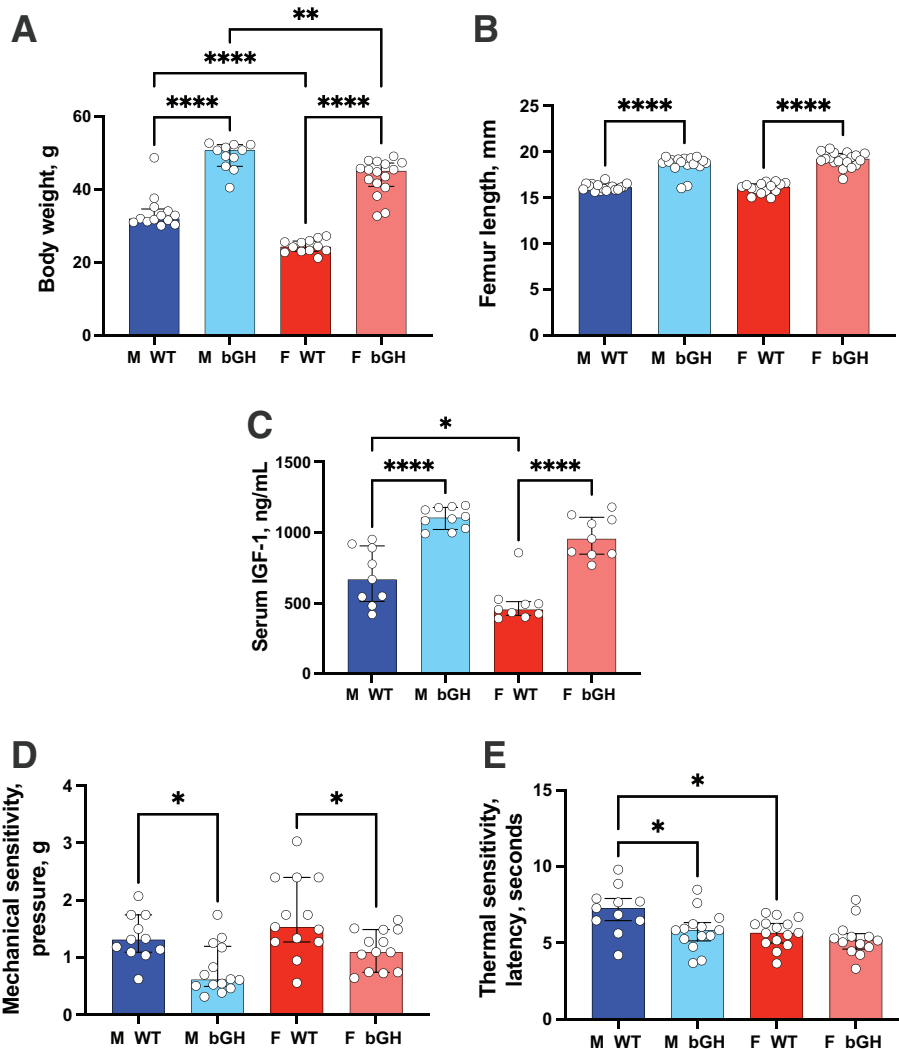 A
**
****
**** ****
Body weight, g
60
40
20
0
M WT M bGH F WT F bGH
B
**** ****
Femur length, mm
25
20
15
10
5
0
M WT M bGH F WT F bGH
C
*
**** ****
Serum IGF-1, ng/mL
1500
1000
500
0
M WT M bGH F WT F bGH
D
* *
Mechanical sensitivity,
pressure, g
4
3
2
1
0
M WT M bGH F WT F bGH
E
*
*
Thermal sensitivity,
latency, seconds
15
10
5
0
M WT M bGH F WT F bGH